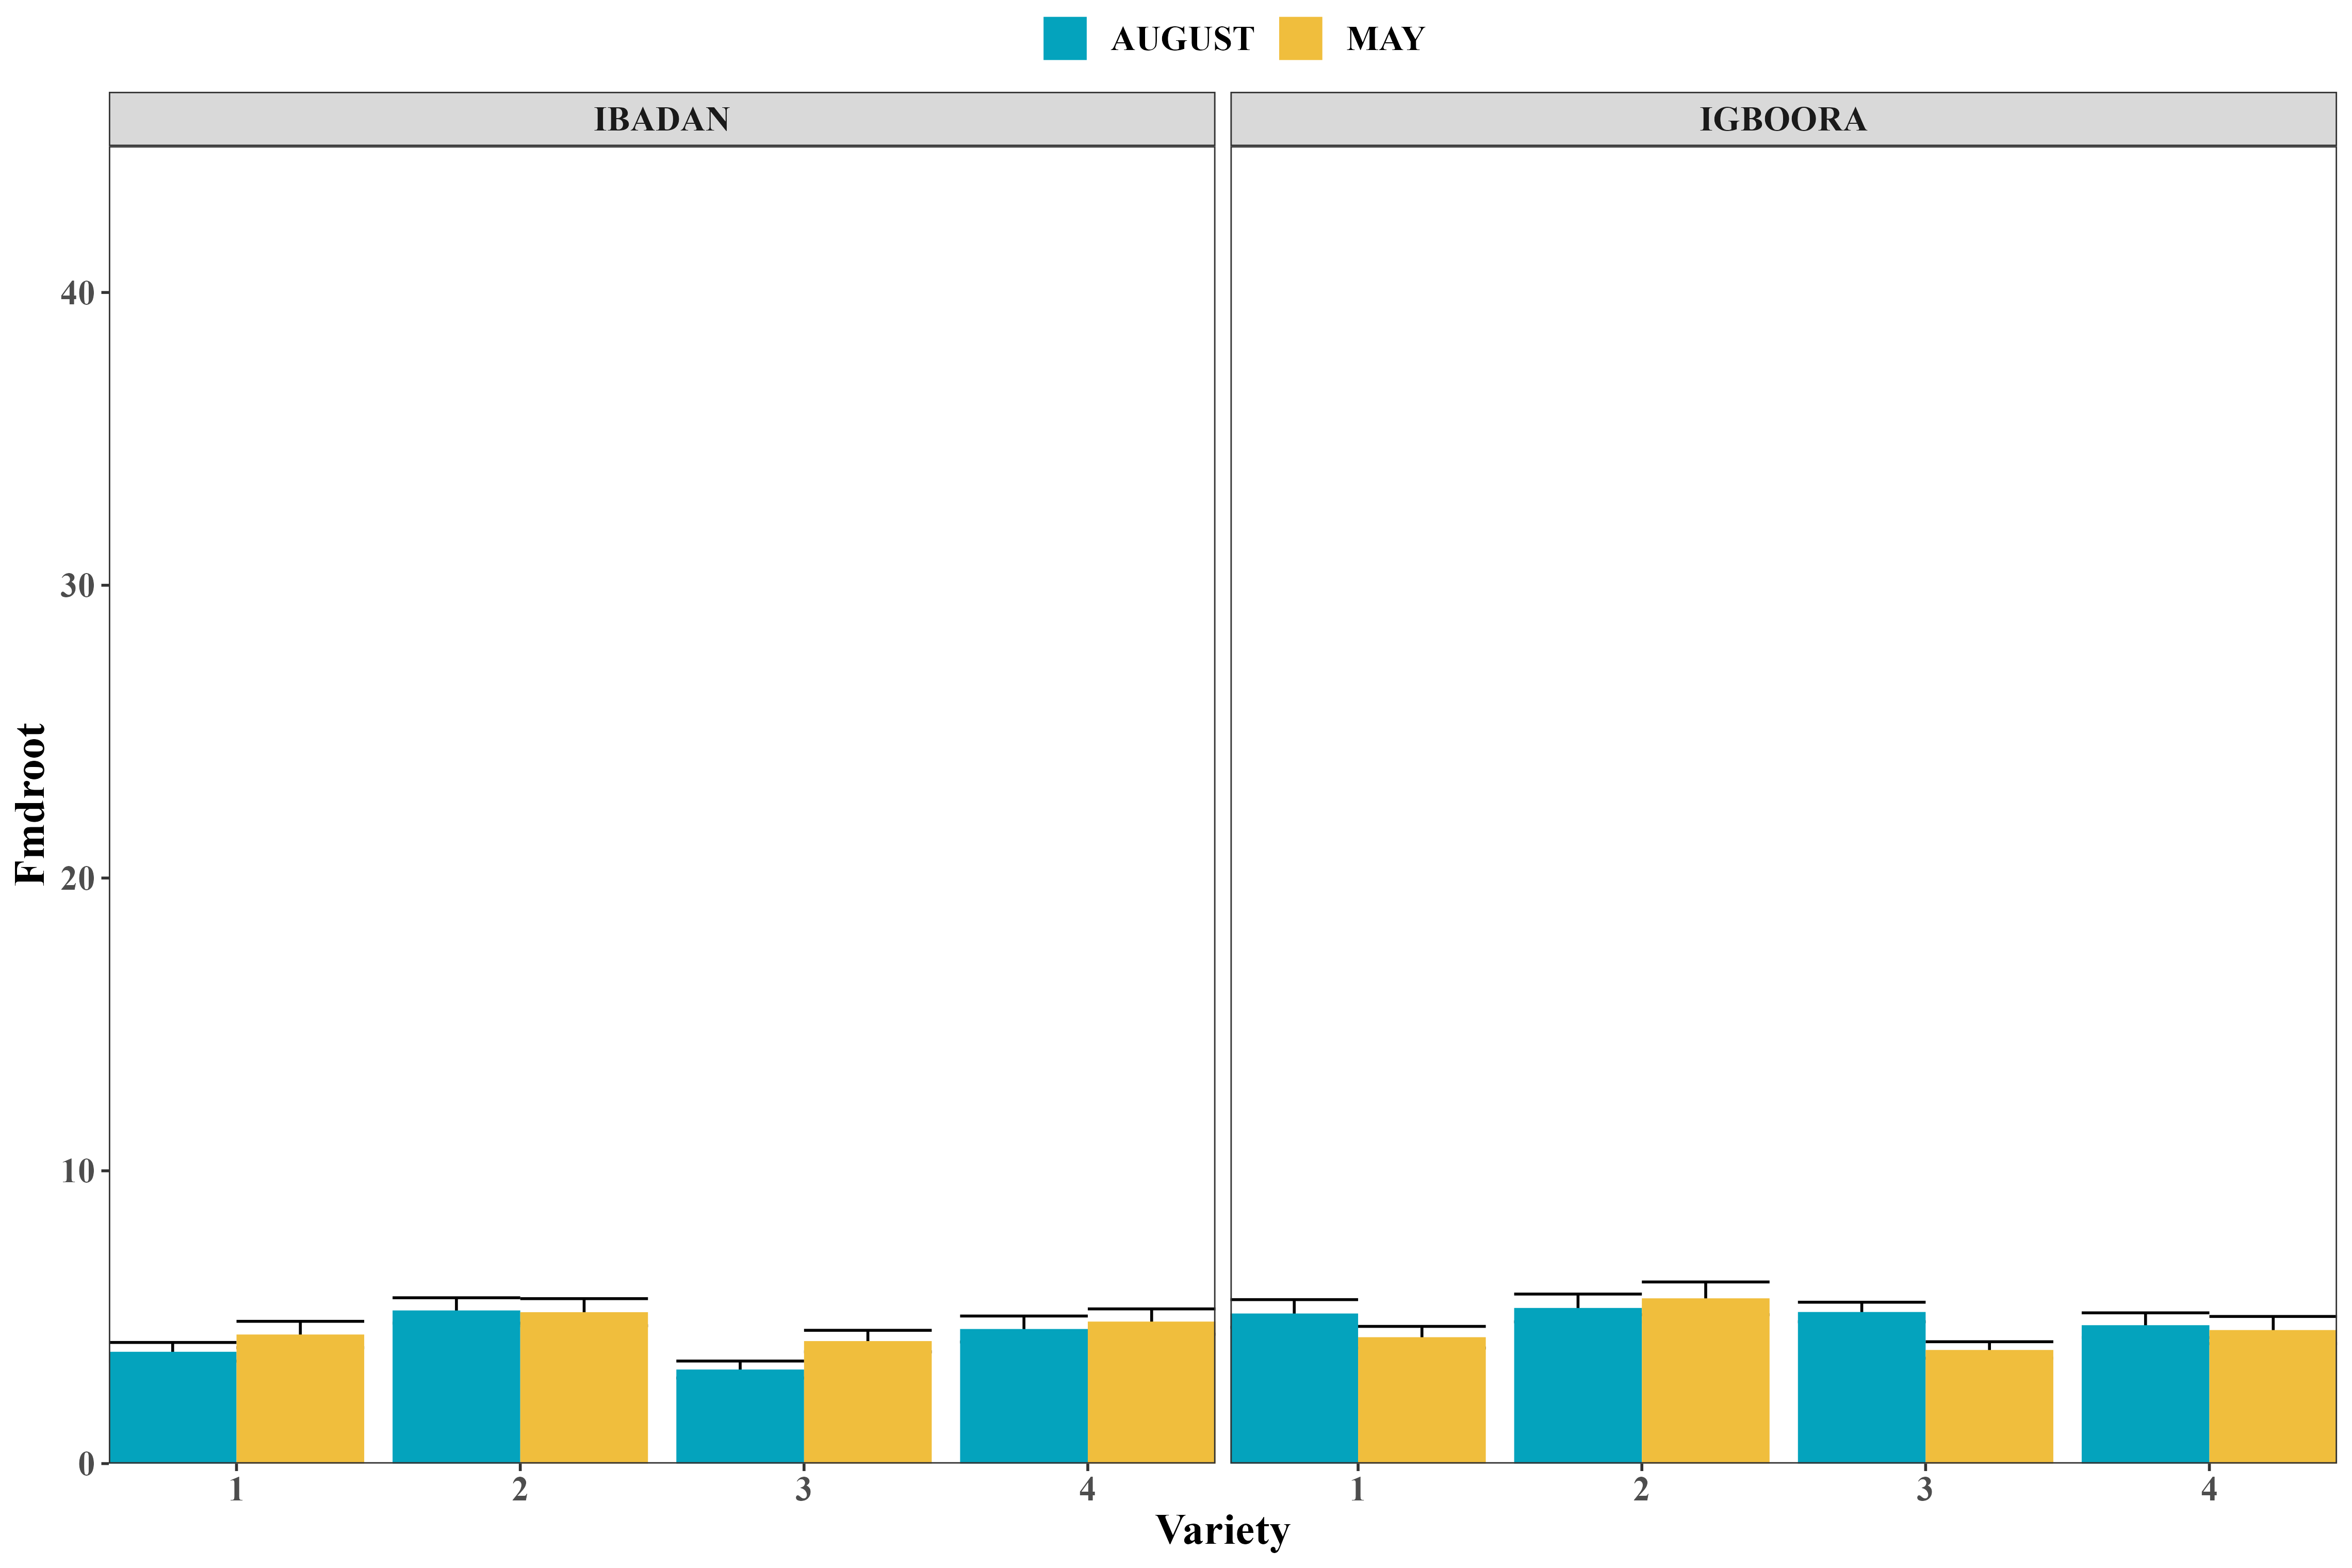 AUGUST MAY
IBADAN IGBOORA
Fmdroot
40
30
20
10
0
1 2 3 4 1 2 3 4
Variety